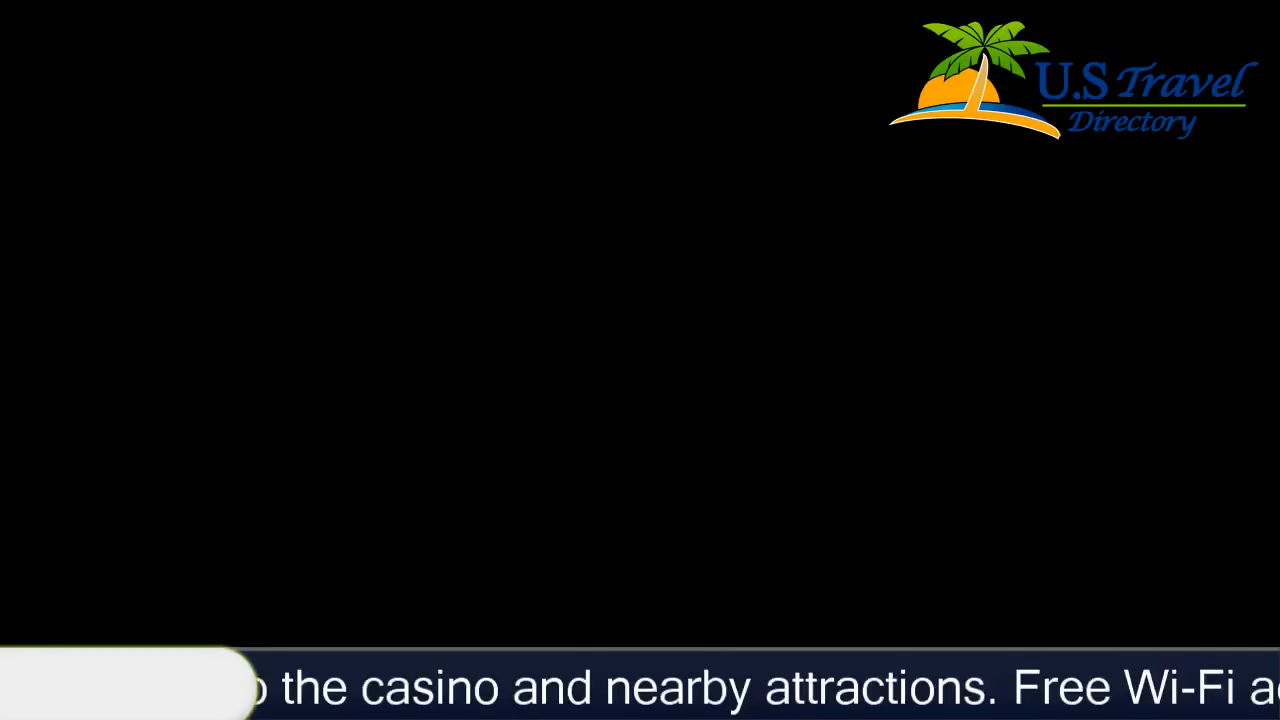 U.S Travel
Directory
the casino and nearby attractions. Free Wi-Fi